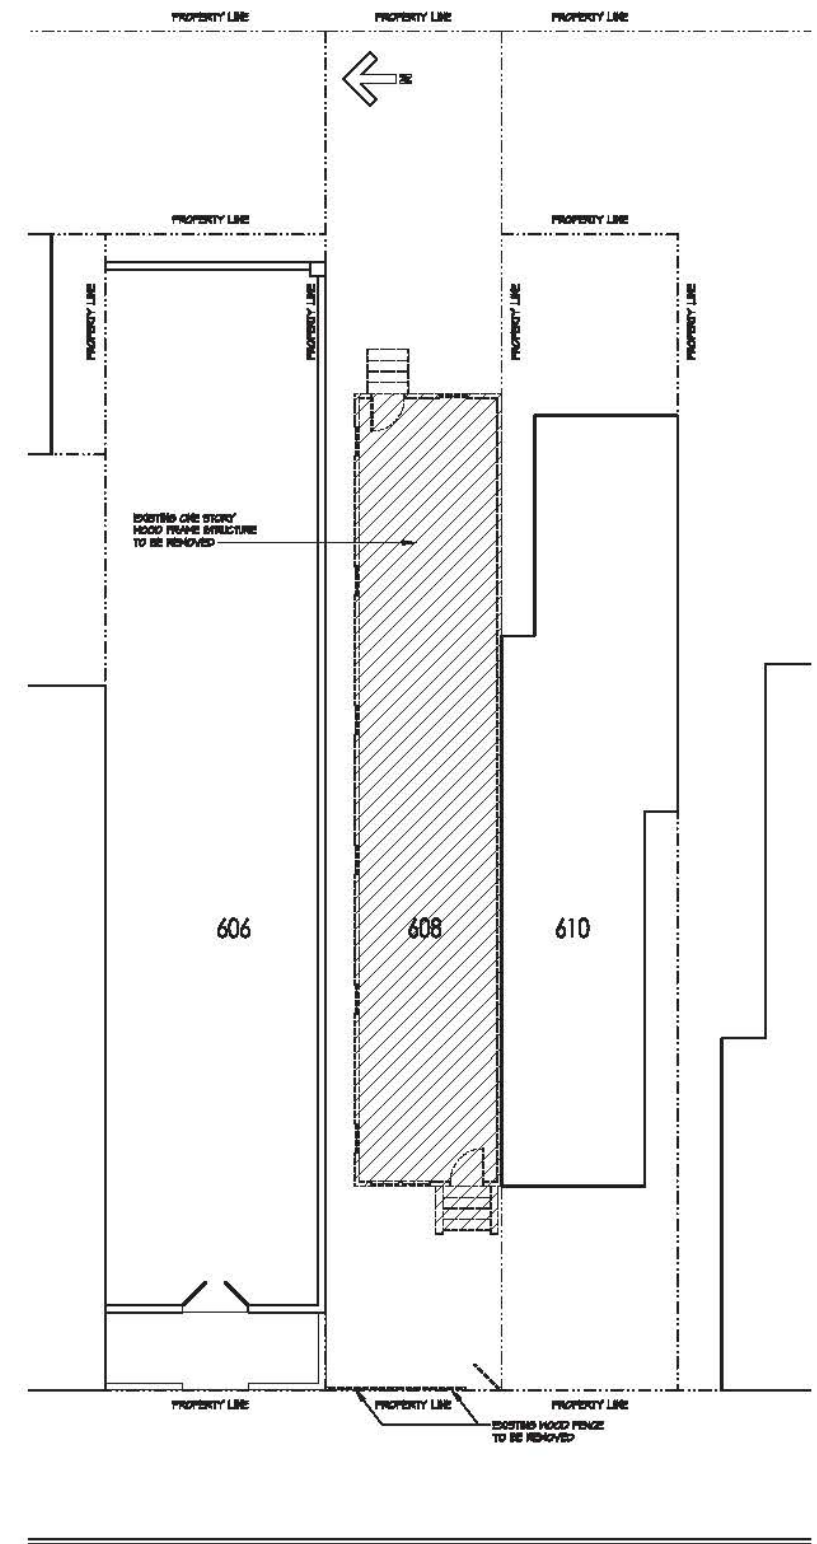 PROPERTY LINE
PROPERTY LINE
PROPERTY LINE
N
PROPERTY LINE
PROPERTY LINE
PROPERTY LINE
PROPERTY LINE
PROPERTY LINE
PROPERTY LINE
EXISTING ONE STORY
WOOD FRAME STRUCTURE
TO BE REMOVED
606
608
610
PROPERTY LINE
PROPERTY LINE
PROPERTY LINE
EXISTING WOOD FENCE
TO BE REMOVED